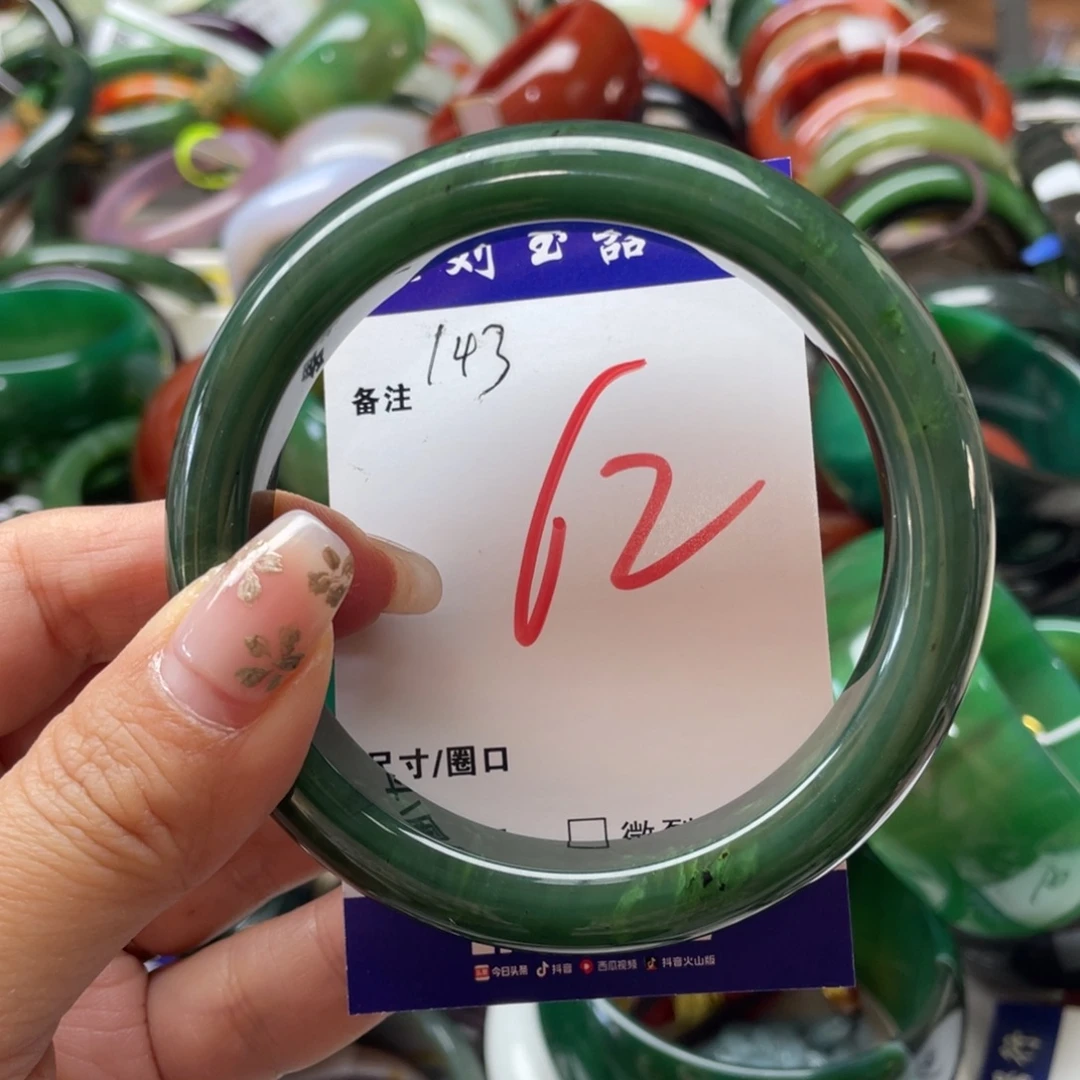 刘玉韶
143
备注
62
尺寸/圈口
今日头条 抖音 西瓜视频 抖音火山版